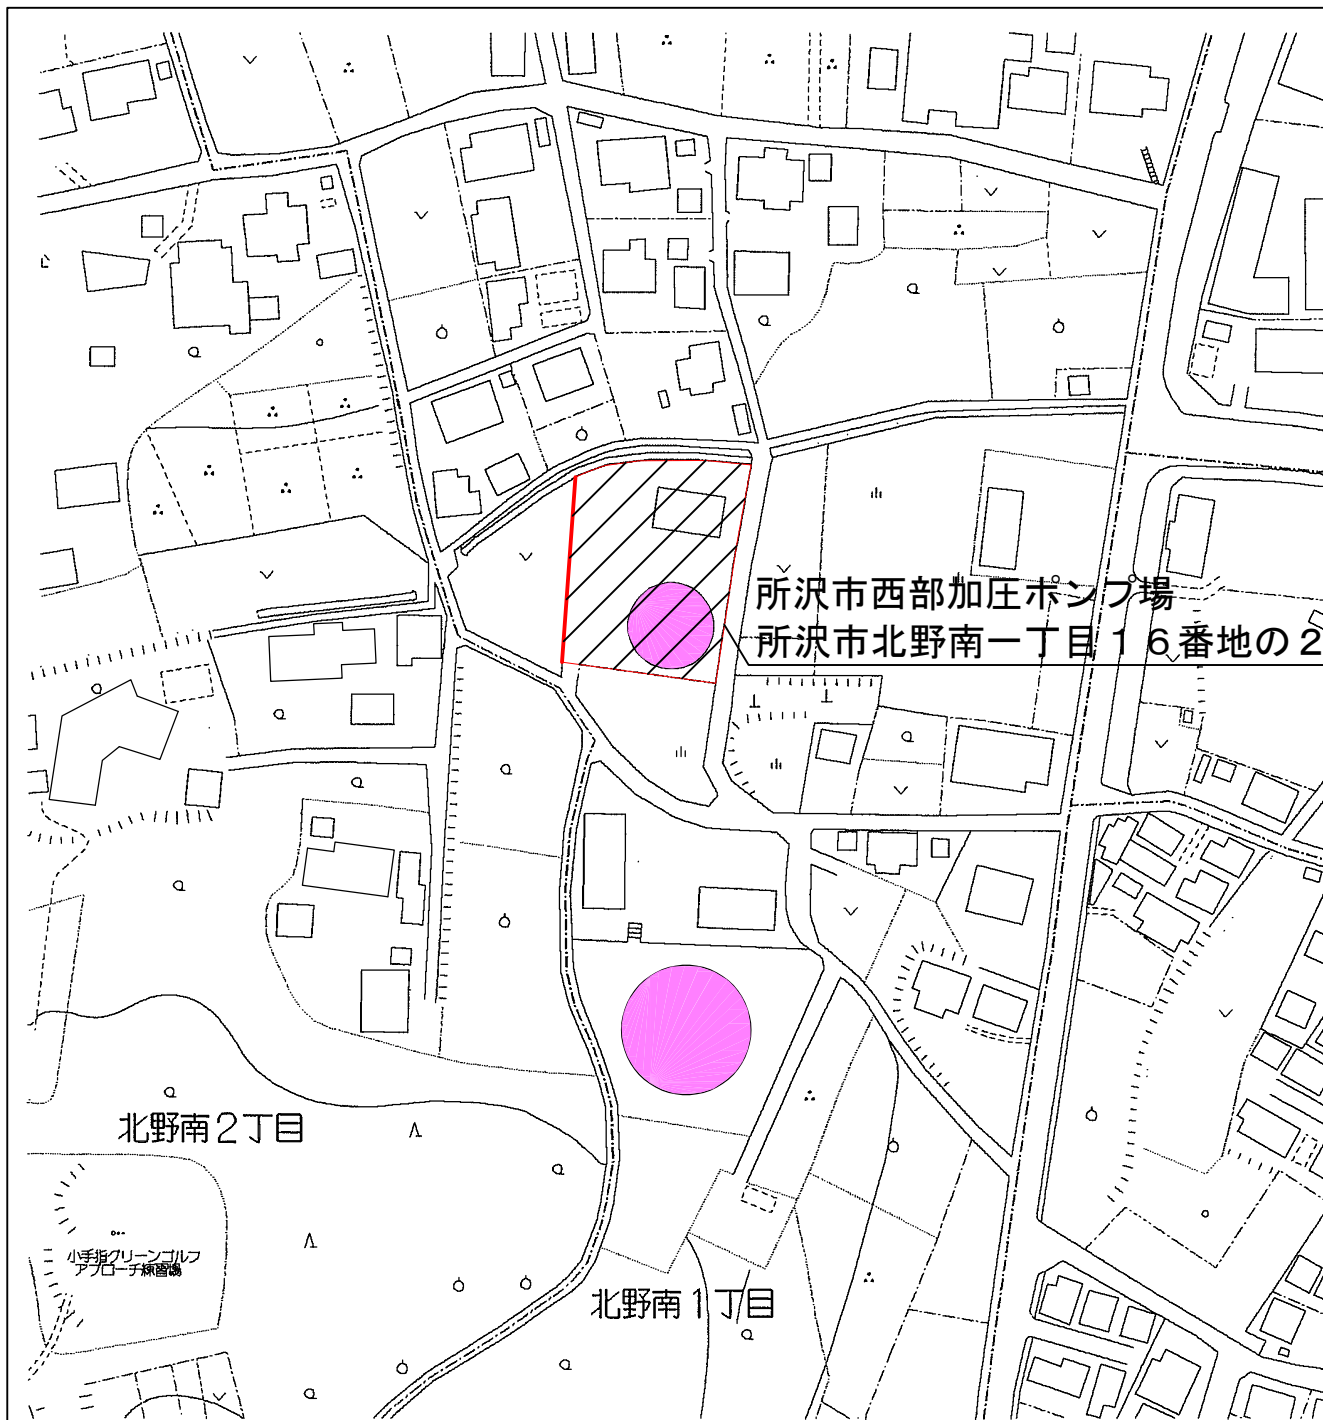 所沢市西部加圧ポンプ場
所沢市北野南一丁目１６番地の２
北野南２丁目
小手指グリーンゴルフ
アプローチ練習場
北野南１丁目